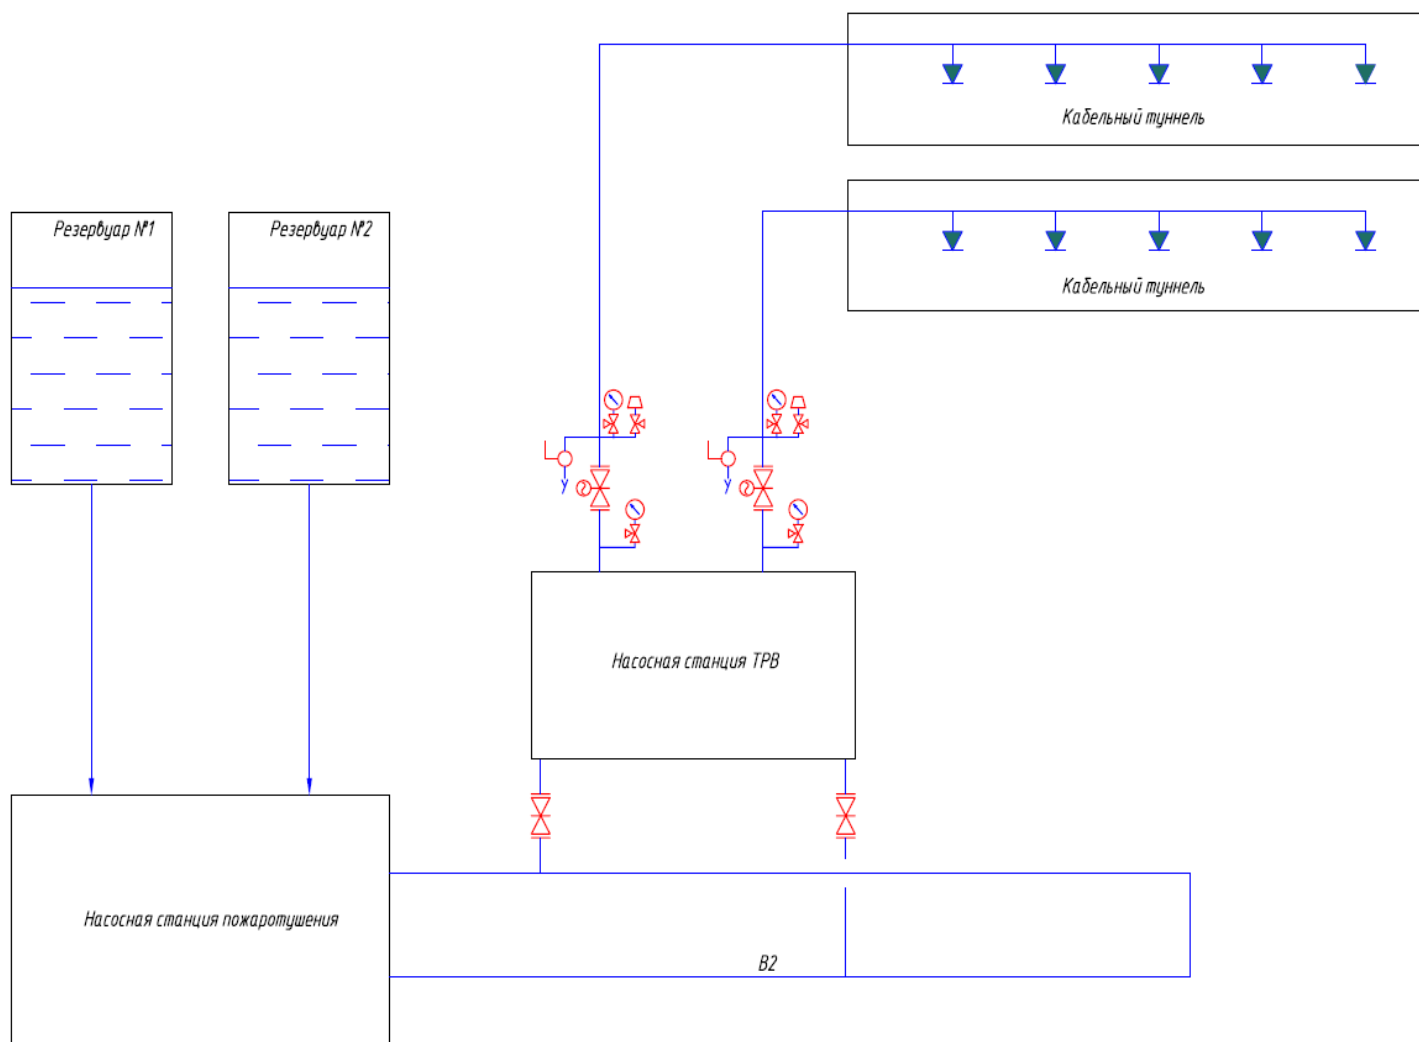 Кабельный туннель
Кабельный туннель
Резервуар №1
Резервуар №2
Насосная станция ТРВ
Насосная станция пожаротушения
В2